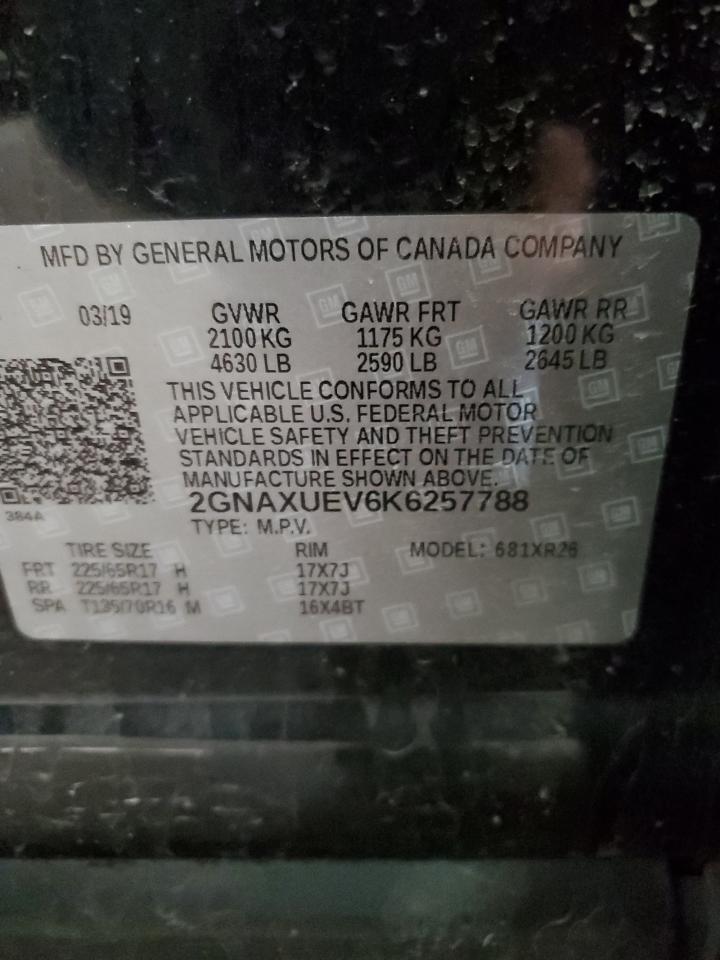 MFD BY GENERAL MOTORS OF CANADA COMPANY
03/19 GVWR GAWR FRT GAWR RR
2100 KG 1175 KG 1200 KG
4630 LB 2590 LB 2645 LB
THIS VEHICLE CONFORMS TO ALL
APPLICABLE U.S. FEDERAL MOTOR
VEHICLE SAFETY AND THEFT PREVENTION
STANDARDS IN EFFECT ON THE DATE OF
MANUFACTURE SHOWN ABOVE.
2GNAXUEV6K6257788
384A
TYPE: M.P.V.
TIRE SIZE RIM MODEL: 681XR26
FRT 225/65R17 H 17X7J
RR 225/65R17 H 17X7J
SPA T135/70R16 M 16X4BT